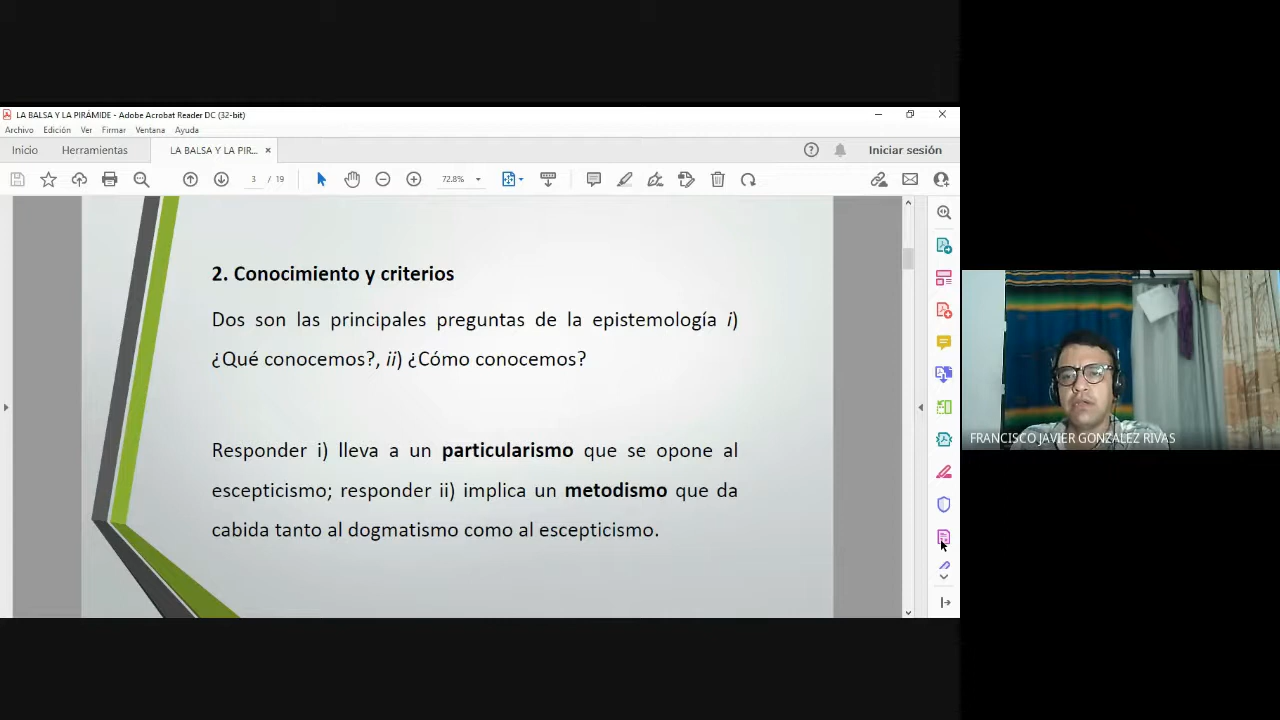 LA BALSA Y LA PIRÁMIDE - Adobe Acrobat Reader DC (32-bit)
Archivo Edición Ver Firmar Ventana Ayuda
Inicio Herramientas LA BALSA Y LA PIR... × Iniciar sesión
3 / 19 72.8%
2. Conocimiento y criterios
Dos son las principales preguntas de la epistemología i)
¿Qué conocemos?, ii) ¿Cómo conocemos?
Responder i) lleva a un particularismo que se opone al
escepticismo; responder ii) implica un metodismo que da
cabida tanto al dogmatismo como al escepticismo.
FRANCISCO JAVIER GONZALEZ RIVAS